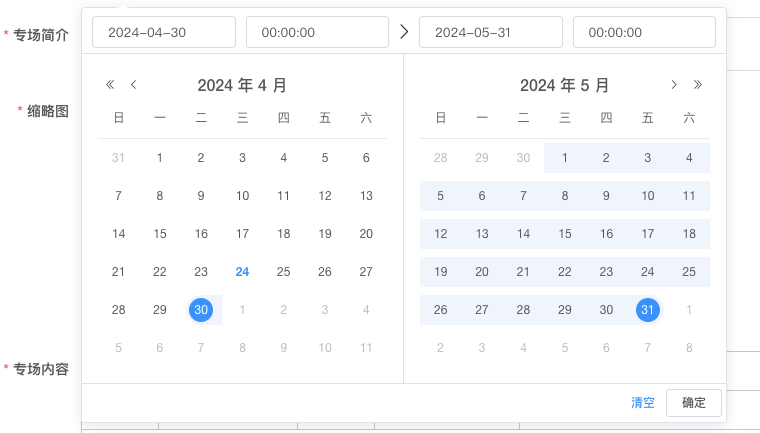 * 专场简介
2024-04-30 00:00:00 > 2024-05-31 00:00:00
* 缩略图
« ‹ 2024 年 4 月
日 一 二 三 四 五 六
31 1 2 3 4 5 6
7 8 9 10 11 12 13
14 15 16 17 18 19 20
21 22 23 24 25 26 27
28 29 30 1 2 3 4
5 6 7 8 9 10 11
2024 年 5 月 › »
日 一 二 三 四 五 六
28 29 30 1 2 3 4
5 6 7 8 9 10 11
12 13 14 15 16 17 18
19 20 21 22 23 24 25
26 27 28 29 30 31 1
2 3 4 5 6 7 8
* 专场内容
清空 确定